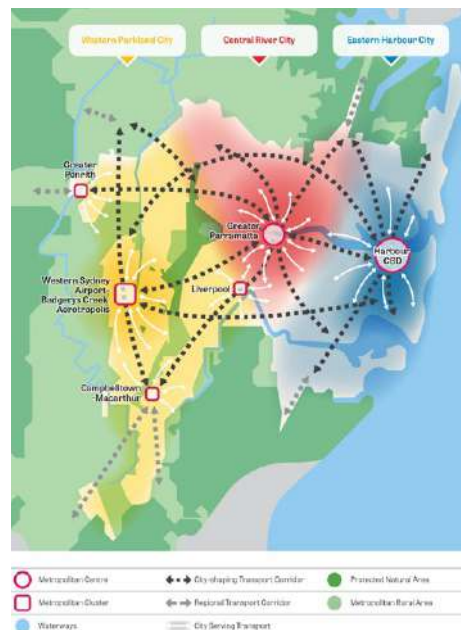 Western Parkland City
Central River City
Eastern Harbour City
Greater
Penrith
Greater
Parramatta
Harbour
CBD
Western Sydney
Airport-
Badgerys Creek
Aerotropolis
Liverpool
Campbelltown
-Macarthur
Metropolitan Centre
City-shaping Transport Corridor
Protected Natural Area
Metropolitan Cluster
Regional Transport Corridor
Metropolitan Rural Area
Waterways
City Serving Transport